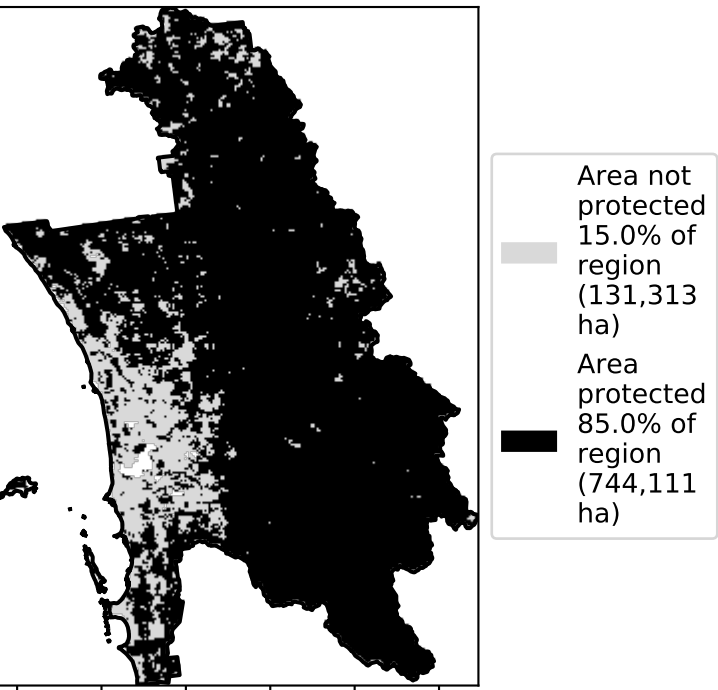 Area not
protected
15.0% of
region
(131,313
ha)
Area
protected
85.0% of
region
(744,111
ha)